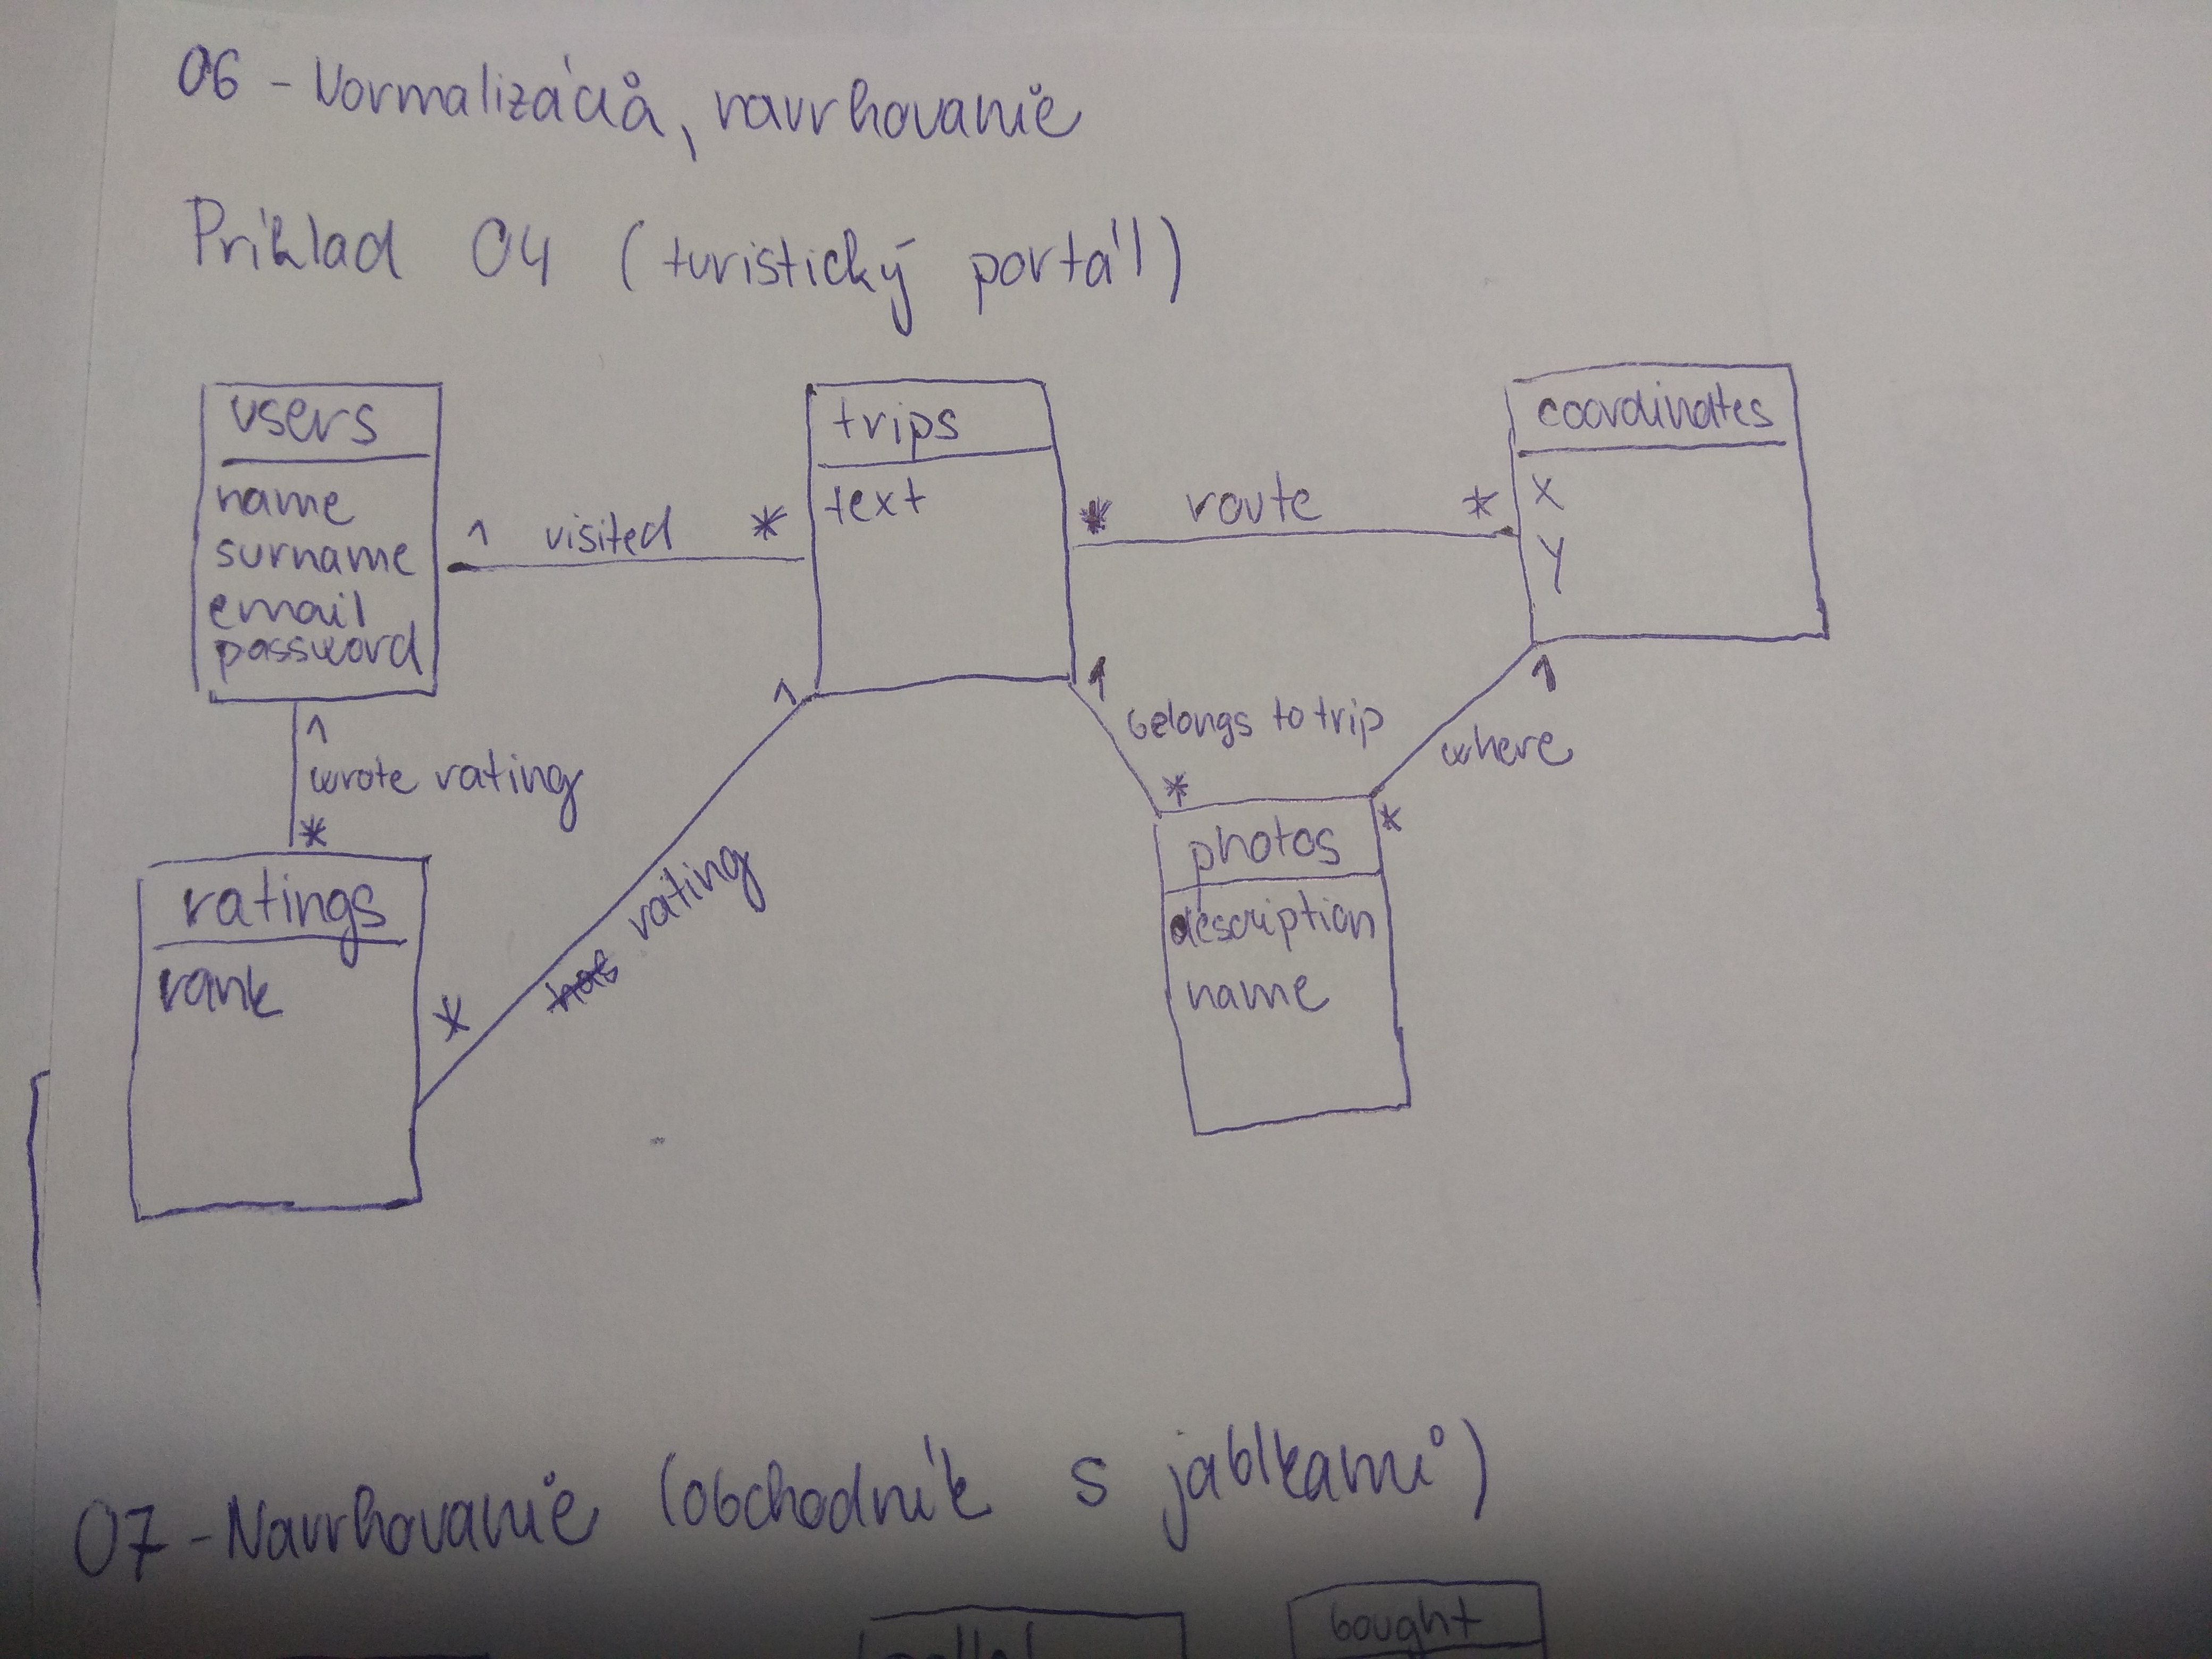 06 - Normalizácia, navrhovanie
Príklad 04 (turistický portál)
users
name
surname
email
password
1 visited *
trips
text
* route *
coordinates
x
y
1
wrote rating
*
1
rating
*
1
belongs to trip
*
1
where
*
ratings
rank
photos
description
name
07 - Navrhovanie (obchodník s jablkami)
bought